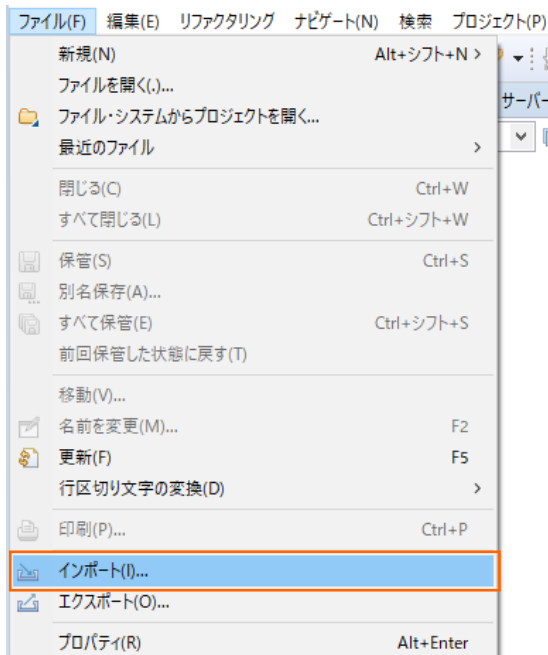 ファイル(F) 編集(E) リファクタリング ナビゲート(N) 検索 プロジェクト(P)
新規(N) Alt+シフト+N >
ファイルを開く(.)...
サーバー
ファイル・システムからプロジェクトを開く...
最近のファイル >
閉じる(C) Ctrl+W
すべて閉じる(L) Ctrl+シフト+W
保管(S) Ctrl+S
別名保存(A)...
すべて保管(E) Ctrl+シフト+S
前回保管した状態に戻す(T)
移動(V)...
名前を変更(M)... F2
更新(F) F5
行区切り文字の変換(D) >
印刷(P)... Ctrl+P
インポート(I)...
エクスポート(O)...
プロパティ(R) Alt+Enter